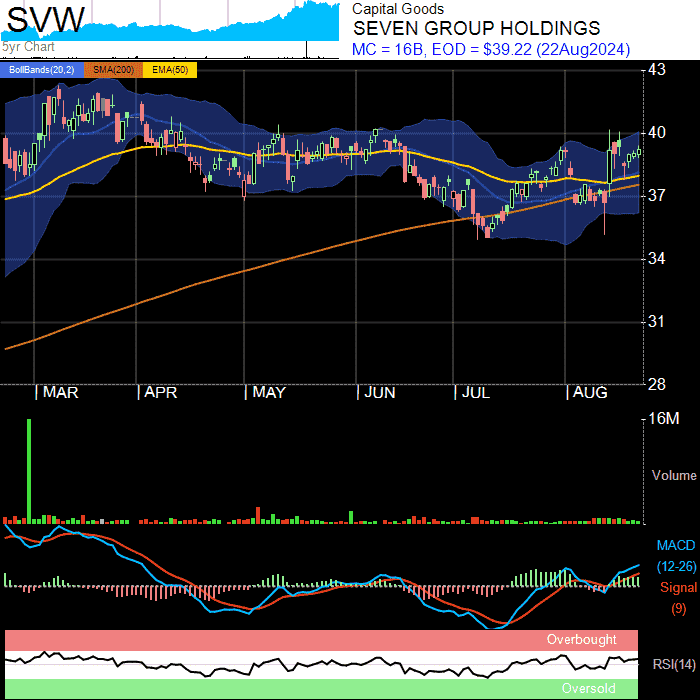 SVW
5yr Chart
Capital Goods
SEVEN GROUP HOLDINGS
MC = 16B, EOD = $39.22 (22Aug2024)
BollBands(20,2) SMA(200) EMA(50)
43
40
37
34
31
28
MAR APR MAY JUN JUL AUG
16M
Volume
MACD
(12-26)
Signal
(9)
Overbought
RSI(14)
Oversold